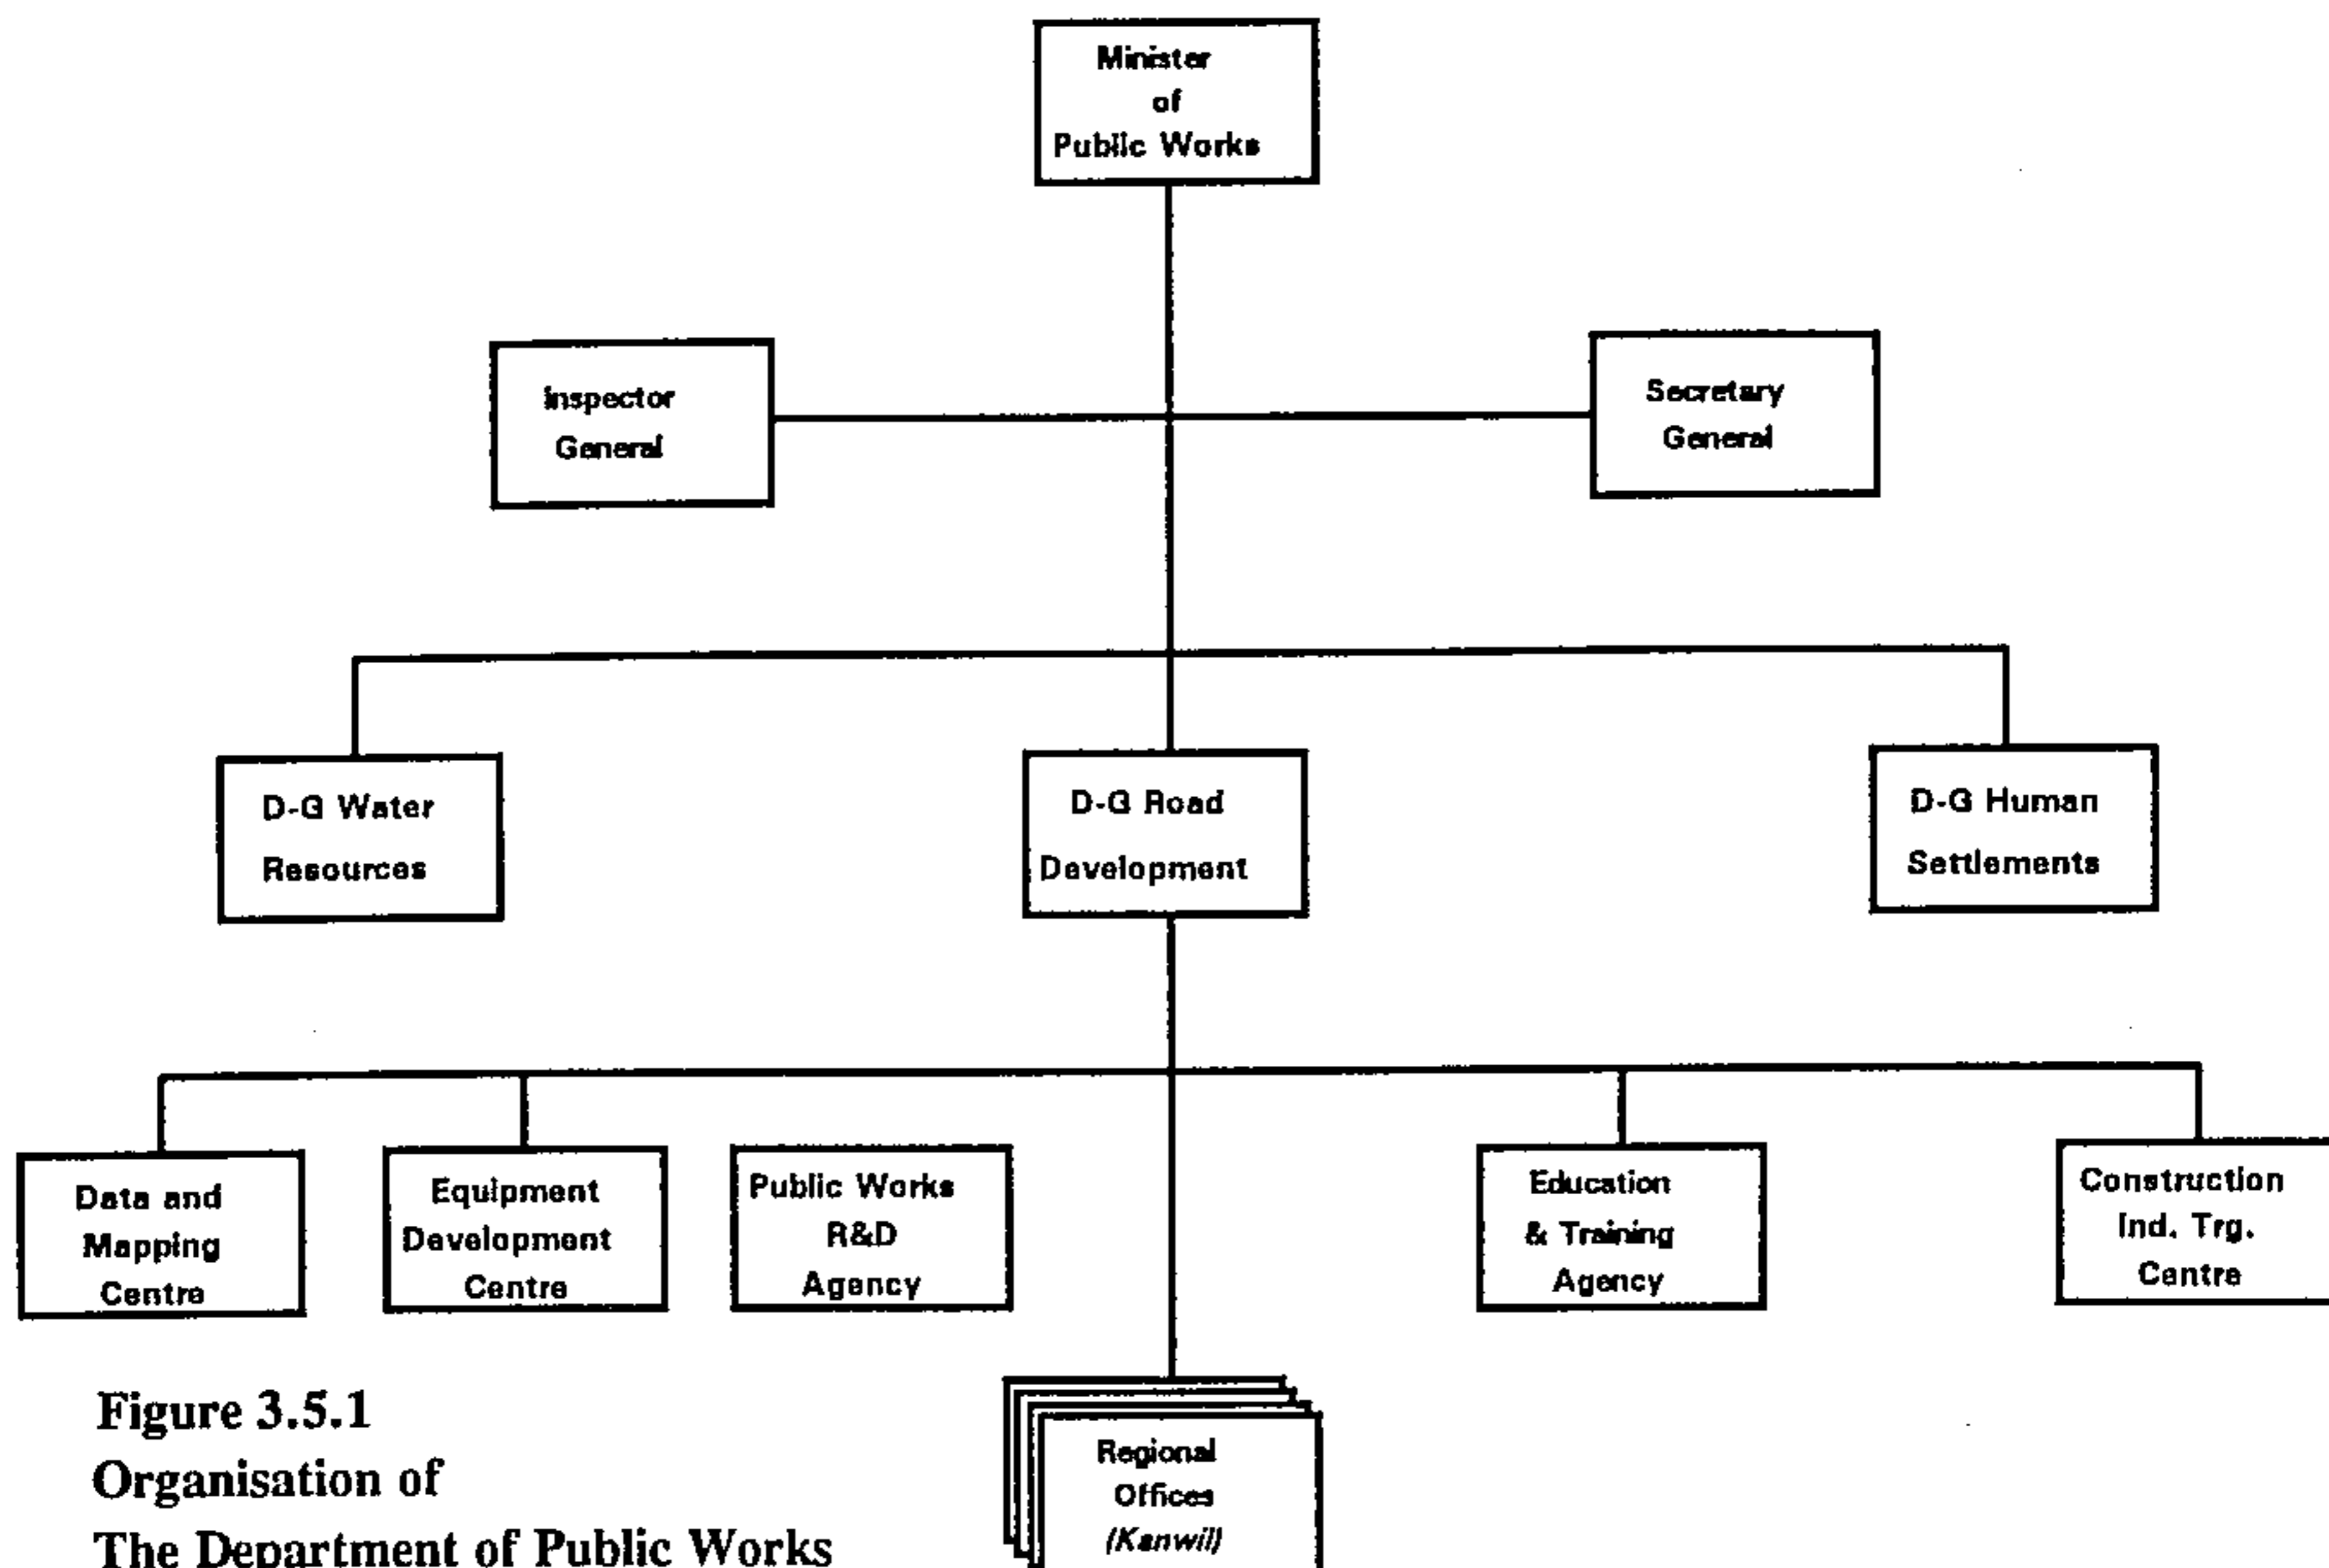 Minister
of
Public Works
Inspector
General
Secretary
General
D-G Water
Resources
D-G Road
Development
D-G Human
Settlements
Data and
Mapping
Centre
Equipment
Development
Centre
Public Works
R&D
Agency
Education
& Training
Agency
Construction
Ind. Trg.
Centre
Regional
Offices
(Kanwil)
Figure 3.5.1
Organisation of
The Department of Public Works